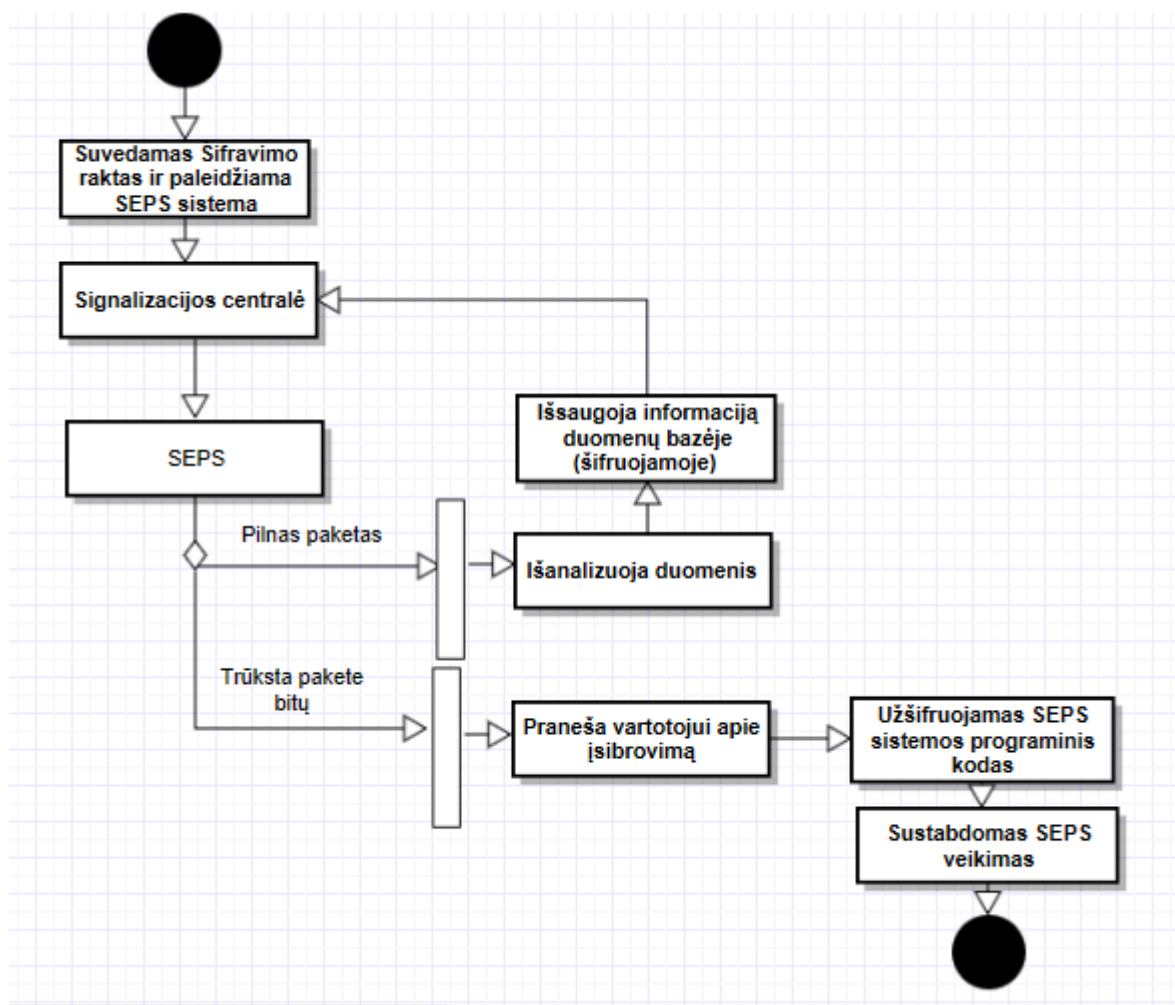 Suvedamas Sifravimo
raktas ir paleidžiama
SEPS sistema
Signalizacijos centralė
SEPS
Išsaugoja informaciją
duomenų bazėje
(šifruojamoje)
Pilnas paketas
Išanalizuoja duomenis
Trūksta pakete
bitų
Praneša vartotojui apie
įsibrovimą
Užšifruojamas SEPS
sistemos programinis
kodas
Sustabdomas SEPS
veikimas